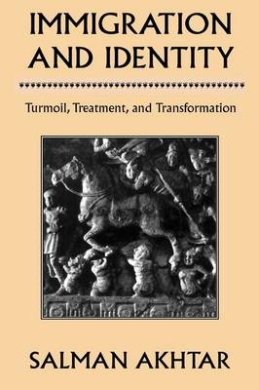 IMMIGRATION
AND IDENTITY
Turmoil, Treatment, and Transformation
SALMAN AKHTAR